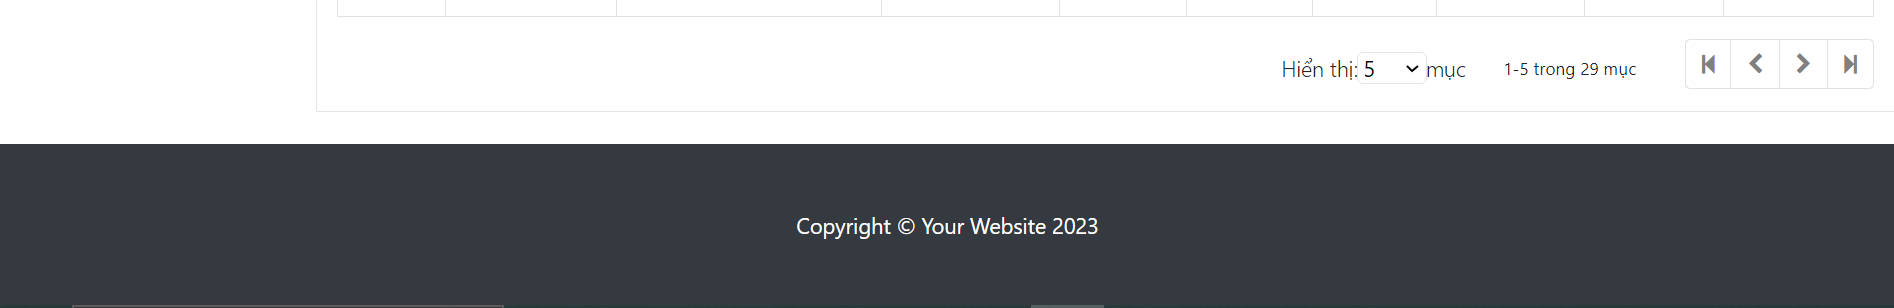 Hiển thị: 5 mục 1-5 trong 29 mục
Copyright © Your Website 2023